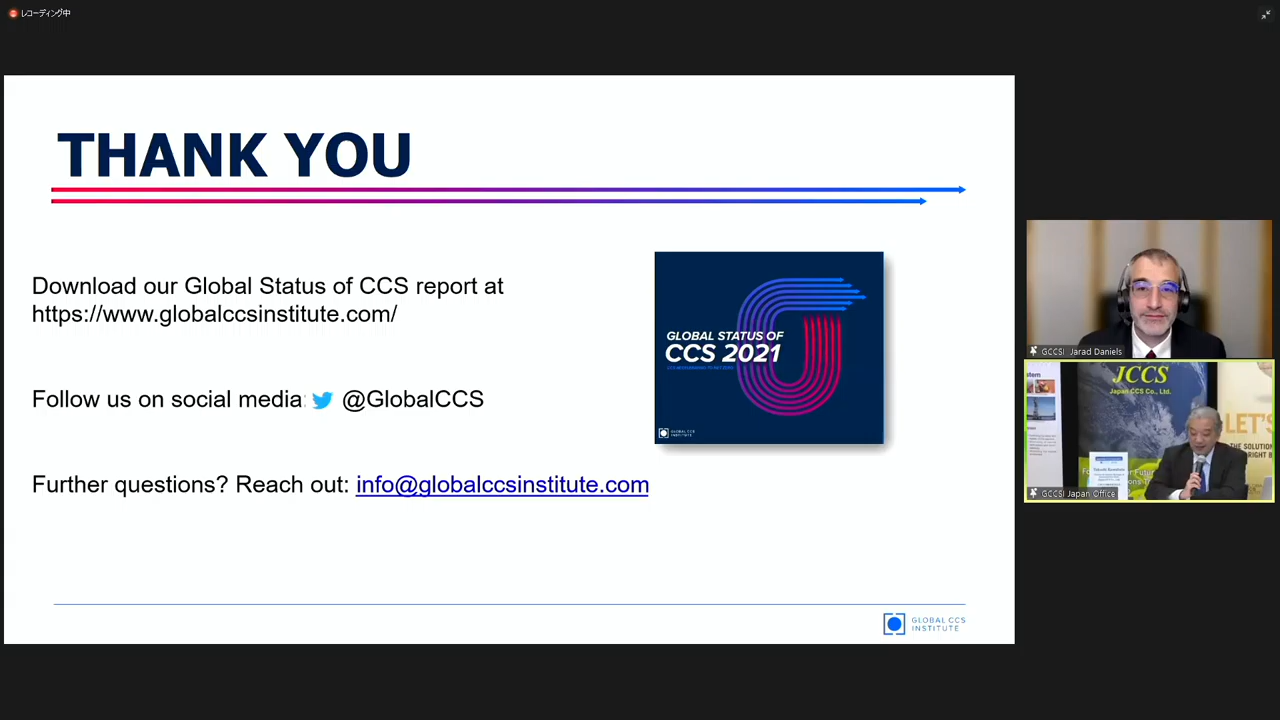 レコーディング中
THANK YOU
Download our Global Status of CCS report at
https://www.globalccsinstitute.com/
GLOBAL STATUS OF
CCS 2021
GLOBAL CCS
INSTITUTE
Follow us on social media: @GlobalCCS
Further questions? Reach out: info@globalccsinstitute.com
GLOBAL CCS
INSTITUTE
GCCSI Jarad Daniels
JCCS
Japan CCS Co., Ltd.
LET'S
THE SOLUTION
GCCSI Japan Office